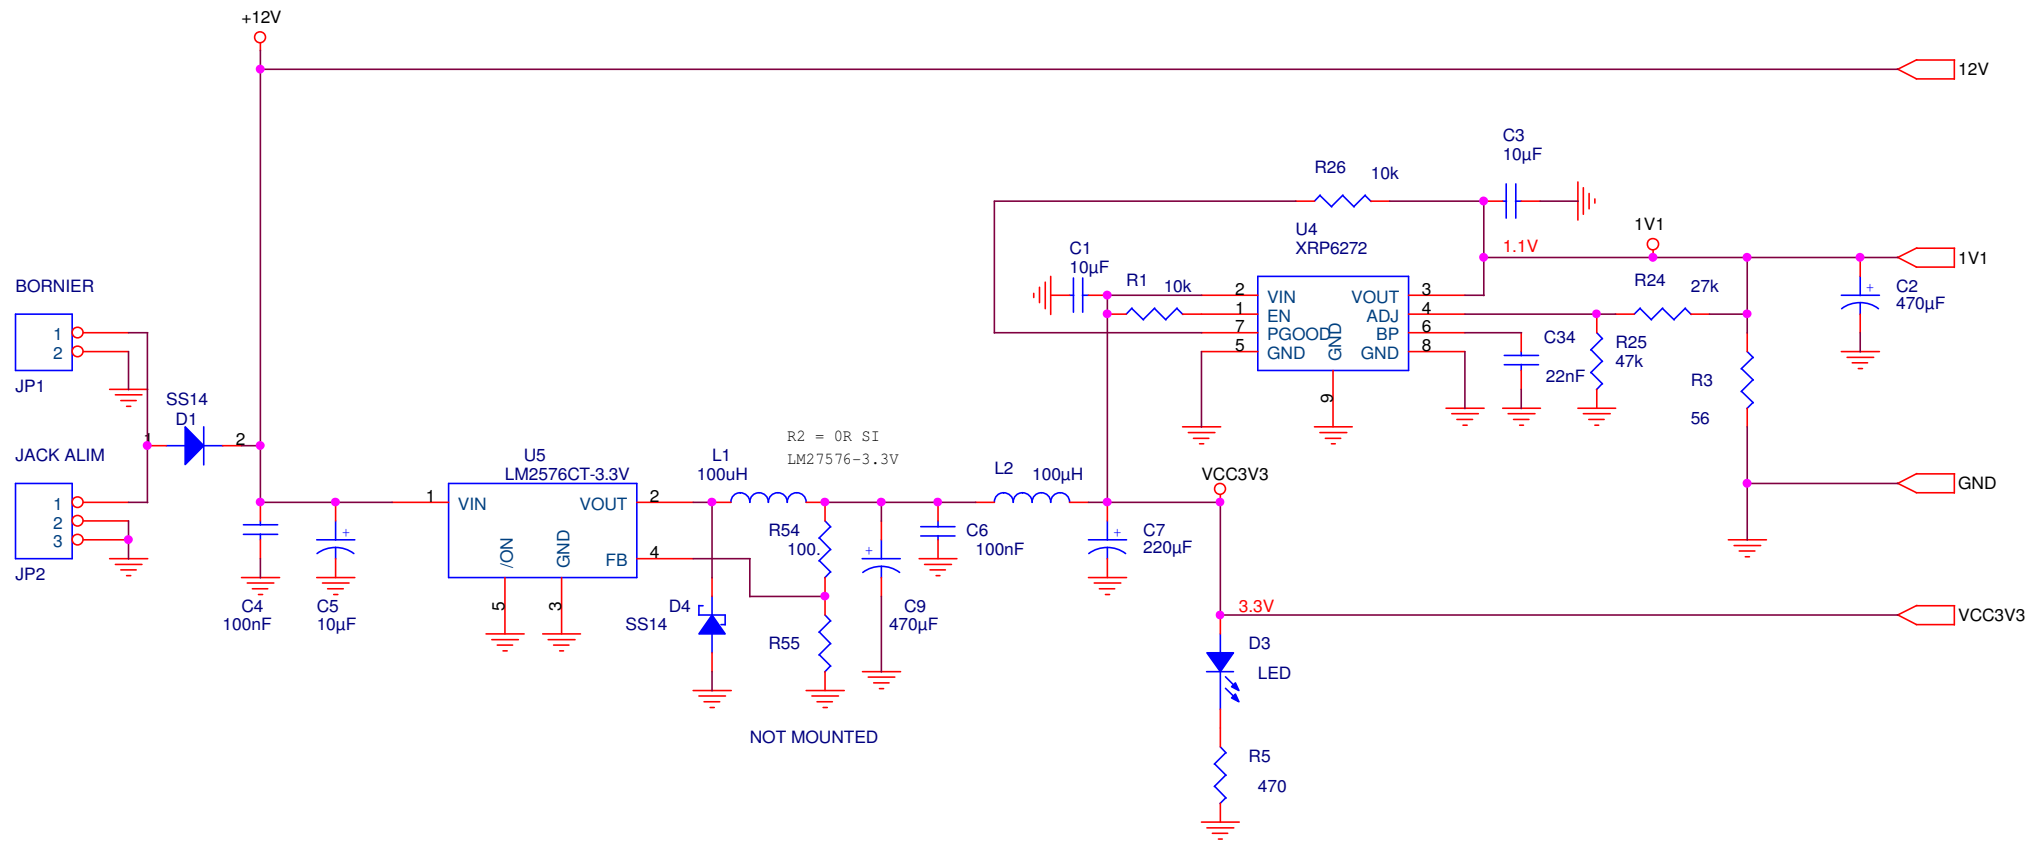 +12V
12V
C3
10µF
R26
10k
U4
XRP6272
1V1
1.1V
1V1
C1
10µF
R1
10k
R24
27k
C2
+
470µF
BORNIER
1
2
JP1
2
VIN
1
EN
7
PGOOD
5
GND
GND
9
VOUT
3
ADJ
4
BP
6
GND
8
C34
22nF
R25
47k
R3
56
SS14
D1
1
2
JACK ALIM
1
2
3
JP2
R2 = 0R SI
LM27576-3.3V
U5
LM2576CT-3.3V
L1
100uH
L2
100µH
VCC3V3
GND
1
VIN
VOUT
2
/ON
GND
FB
4
5
3
R54
100.
C6
100nF
C7
+
220µF
+
C9
470µF
C4
100nF
+
C5
10µF
D4
SS14
R55
3.3V
VCC3V3
D3
LED
NOT MOUNTED
R5
470